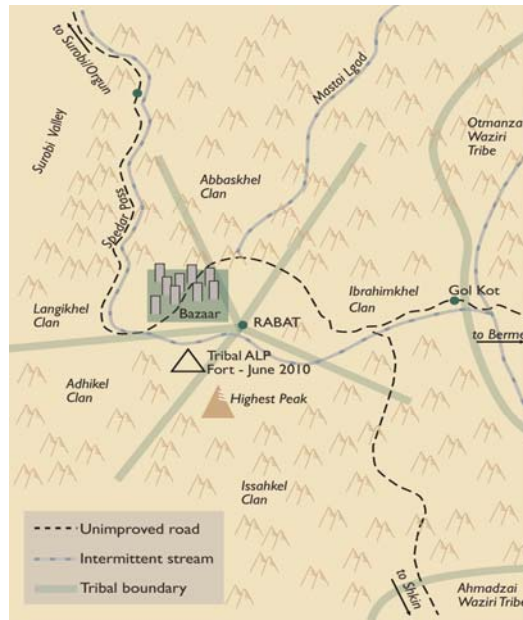 to Surobi/Orgun
Surobi Valley
Mastoi Lgad
Otmanzai
Waziri
Tribe
Abbaskhel
Clan
Spedar Pass
Langikhel
Clan
Bazaar
RABAT
Ibrahimkhel
Clan
Gol Kot
to Berme
Tribal ALP
Fort - June 2010
Adhikel
Clan
Highest Peak
Issahkel
Clan
Unimproved road
Intermittent stream
Tribal boundary
to Shkin
Ahmadzai
Waziri Tribe